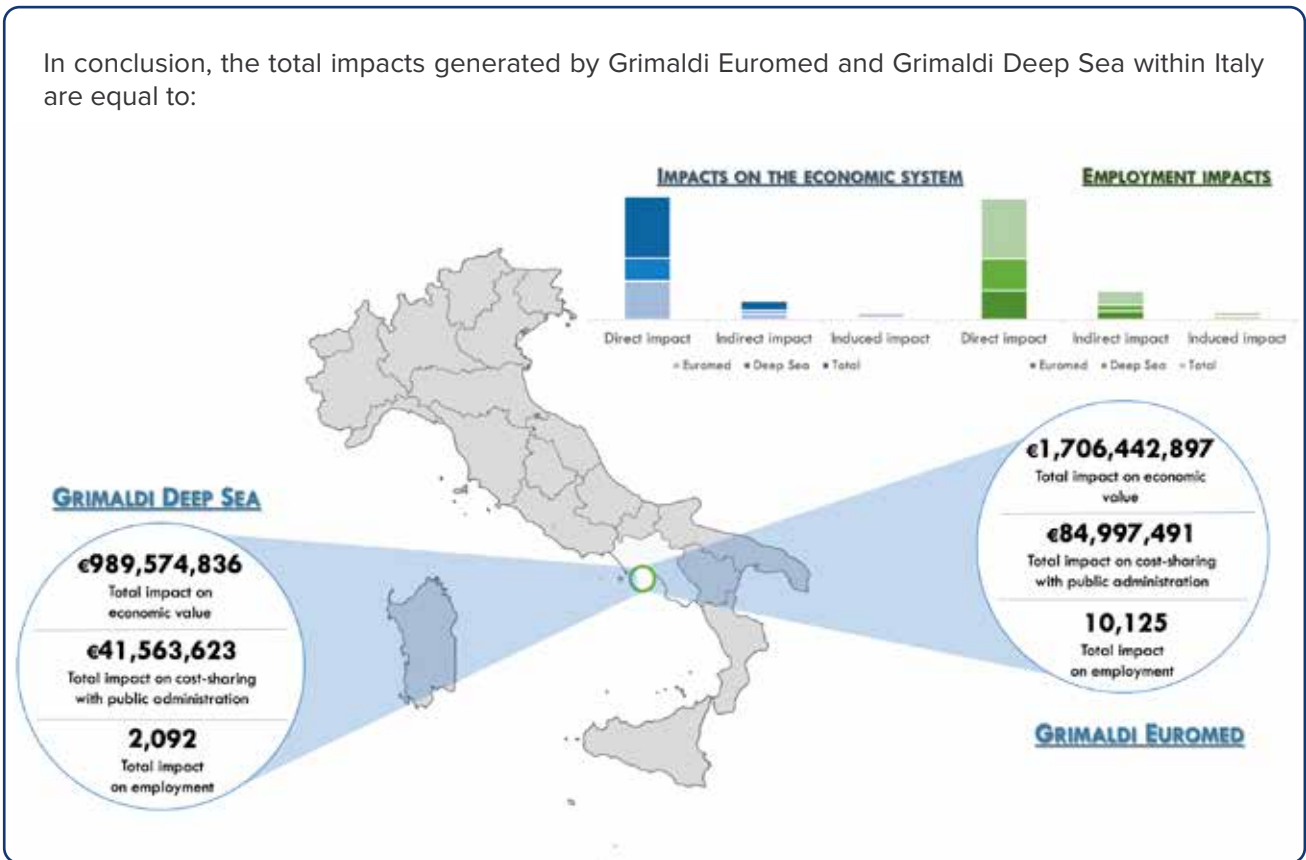 In conclusion, the total impacts generated by Grimaldi Euromed and Grimaldi Deep Sea within Italy
are equal to:
IMPACTS ON THE ECONOMIC SYSTEM
Direct impact Indirect impact Induced impact
Euromed Deep Sea Total
EMPLOYMENT IMPACTS
Direct impact Indirect impact Induced impact
Euromed Deep Sea Total
GRIMALDI DEEP SEA
€989,574,836
Total impact on
economic value
€41,563,623
Total impact on cost-sharing
with public administration
2,092
Total impact
on employment
€1,706,442,897
Total impact on economic
value
€84,997,491
Total impact on cost-sharing
with public administration
10,125
Total impact
on employment
GRIMALDI EUROMED